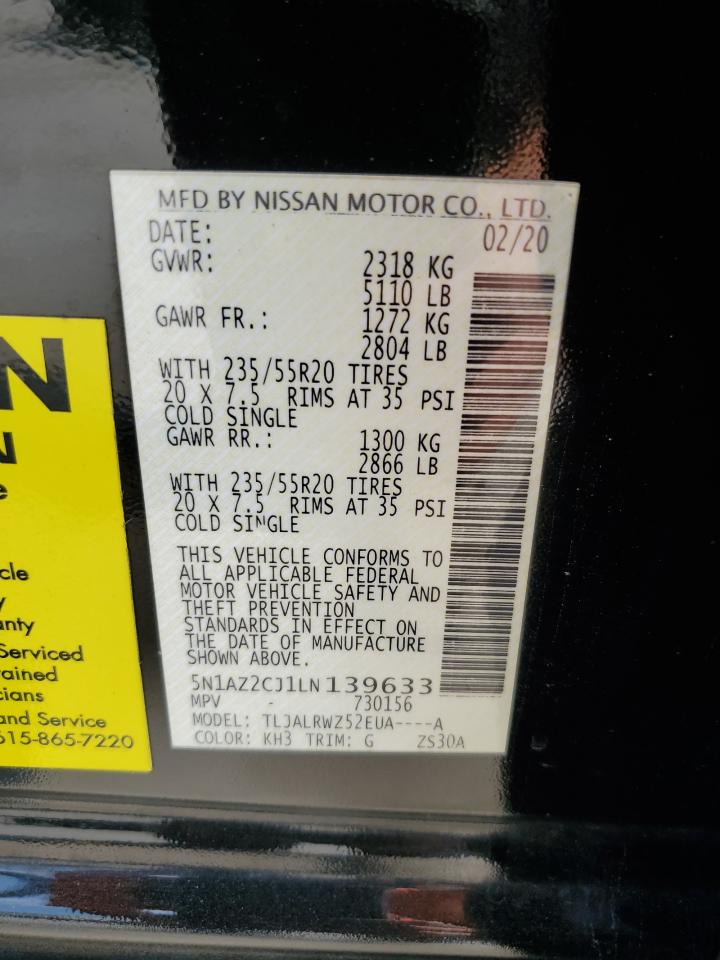 MFD BY NISSAN MOTOR CO., LTD.
DATE: 02/20
GVWR: 2318 KG
5110 LB
GAWR FR.: 1272 KG
2804 LB
WITH 235/55R20 TIRES
20 X 7.5 RIMS AT 35 PSI
COLD SINGLE
GAWR RR.: 1300 KG
2866 LB
WITH 235/55R20 TIRES
20 X 7.5 RIMS AT 35 PSI
COLD SINGLE
THIS VEHICLE CONFORMS TO
ALL APPLICABLE FEDERAL
MOTOR VEHICLE SAFETY AND
THEFT PREVENTION
STANDARDS IN EFFECT ON
THE DATE OF MANUFACTURE
SHOWN ABOVE.
5N1AZ2CJ1LN139633
MPV - 730156
MODEL: TLJALRWZ52EUA----A
COLOR: KH3 TRIM: G ZS30A
N
N
e
cle
y
anty
Serviced
rained
cians
and Service
615-865-7220